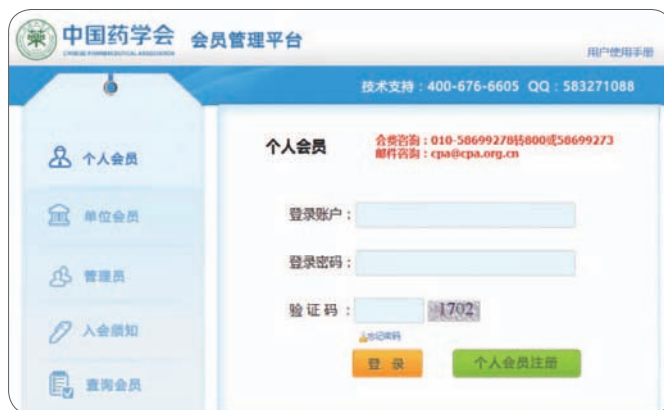 中国药学会 会员管理平台
用户使用手册
技术支持：400-676-6605 QQ：583271088
个人会员
单位会员
管理员
入会须知
查询会员
个人会员
会费咨询：010-58699278转800或58699273
邮件咨询：cpa@cpa.org.cn
登录账户：
登录密码：
验证码：
1702
忘记密码
登录
个人会员注册